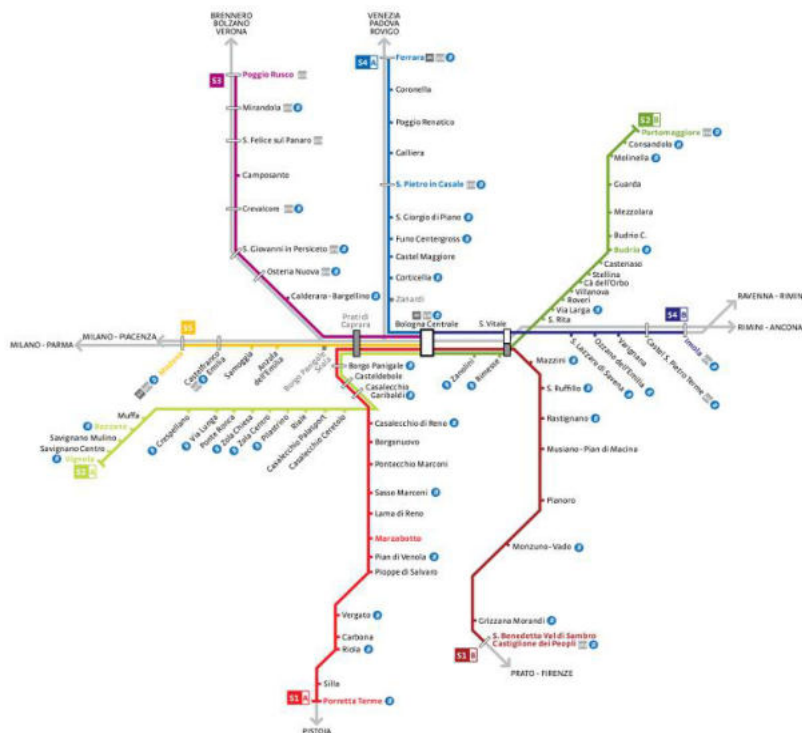 BRENNERO
BOLZANO
VERONA
VENEZIA
PADOVA
ROVIGO
S3
Poggio Rusco
Mirandola
S. Felice sul Panaro
Camposanto
Crevalcore
S. Giovanni in Persiceto
Osteria Nuova
Calderara - Bargellino
S4 A
Ferrara
Coronella
Poggio Renatico
Galliera
S. Pietro in Casale
S. Giorgio di Piano
Funo Centergross
Castel Maggiore
Corticella
Zanardi
Bologna Centrale
Prati di
Caprara
S. Vitale
S2 B
Portomaggiore
Consandolo
Molinella
Guarda
Mezzolara
Budrio C.
Budrio
Castenaso
Stellina
Cà dell'Orbo
Villanova
Roveri
Via Larga
S. Rita
Zanolini
Rimesse
RAVENNA - RIMINI
RIMINI - ANCONA
S4 B
Imola
Castel S. Pietro Terme
Varignana
Ozzano dell'Emilia
S. Lazzaro di Savena
MILANO - PARMA
MILANO - PIACENZA
S5
Modena
Castelfranco
Emilia
Samoggia
Anzola
dell'Emilia
Borgo Panigale
Scala
Borgo Panigale
Casteldebole
Casalecchio
Garibaldi
Casalecchio di Reno
Borgonuovo
Pontecchio Marconi
Sasso Marconi
Lama di Reno
Marzabotto
Pian di Venola
Pioppe di Salvaro
Vergato
Carbona
Riola
Silla
S1 A
Porretta Terme
PISTOIA
Muffa
Bazzano
Savignano Mulino
Savignano Centro
Vignola
S2 A
Crespellano
Via Lunga
Ponte Ronca
Zola Chiesa
Zola Centro
Pilastrino
Riale
Casalecchio Palasport
Casalecchio Ceretolo
Mazzini
S. Ruffillo
Rastignano
Musiano - Pian di Macina
Pianoro
Monzuno - Vado
Grizzana Morandi
S. Benedetto Val di Sambro
Castiglione dei Pepoli
S1 B
PRATO - FIRENZE